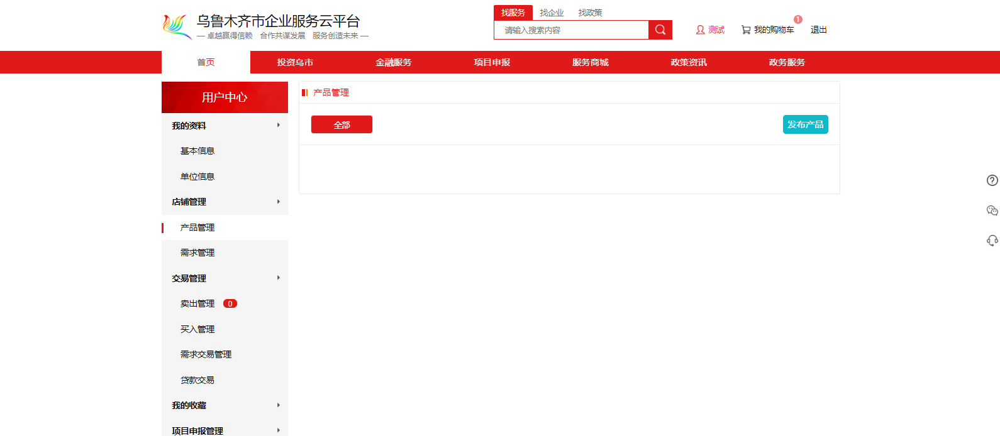 乌鲁木齐市企业服务云平台
— 卓越赢得信赖 合作共谋发展 服务创造未来 —
找服务 找企业 找政策
请输入搜索内容
测试 我的购物车 1 退出
首页 投资乌市 金融服务 项目申报 服务商城 政策资讯 政务服务
用户中心
我的资料
基本信息
单位信息
店铺管理
产品管理
需求管理
交易管理
卖出管理 0
买入管理
需求交易管理
贷款交易
我的收藏
项目申报管理
产品管理
全部 发布产品